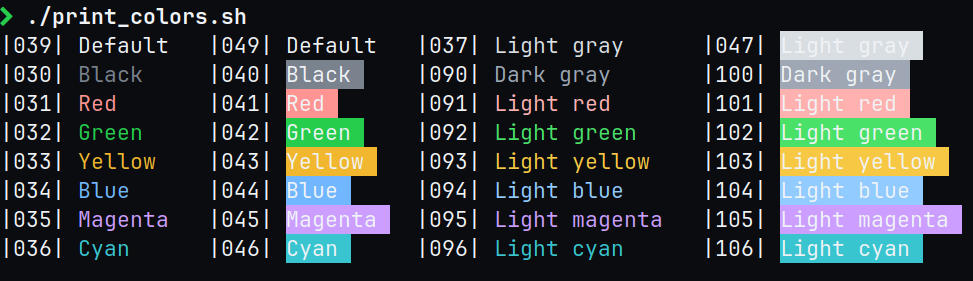 ❯ ./print_colors.sh
|039| Default |049| Default |037| Light gray |047| Light gray
|030| Black |040| Black |090| Dark gray |100| Dark gray
|031| Red |041| Red |091| Light red |101| Light red
|032| Green |042| Green |092| Light green |102| Light green
|033| Yellow |043| Yellow |093| Light yellow |103| Light yellow
|034| Blue |044| Blue |094| Light blue |104| Light blue
|035| Magenta |045| Magenta |095| Light magenta |105| Light magenta
|036| Cyan |046| Cyan |096| Light cyan |106| Light cyan